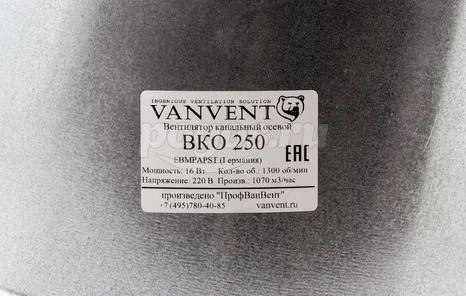 INGENIOUS VENTILATION SOLUTION
VANVENT
Вентилятор канальный осевой
ВКО 250
EBMPAPST (Германия)
EAC
Мощность: 16 Вт Кол-во об.: 1300 об/мин
Напряжение: 220 В Произв.: 1070 м3/час
произведено "ПрофВанВент"
+7 (495)780-40-85 vanvent.ru